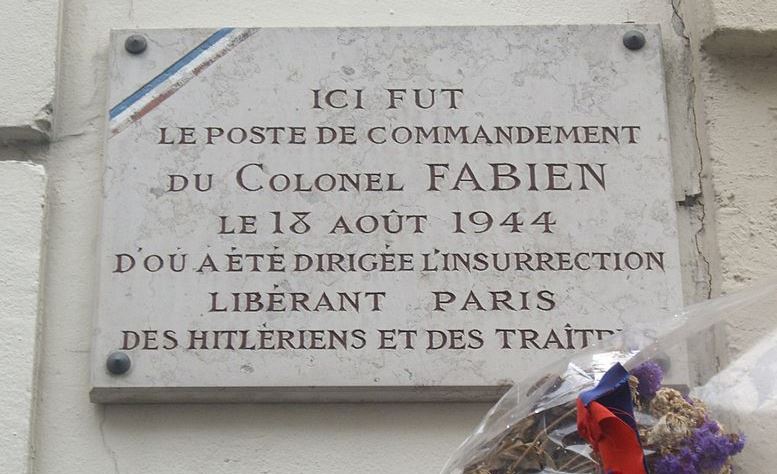 ICI FUT
LE POSTE DE COMMANDEMENT
DU COLONEL FABIEN
LE 18 AOÛT 1944
D'OÙ A ÉTÉ DIRIGÉE L'INSURRECTION
LIBÉRANT PARIS
DES HITLÉRIENS ET DES TRAÎTRES